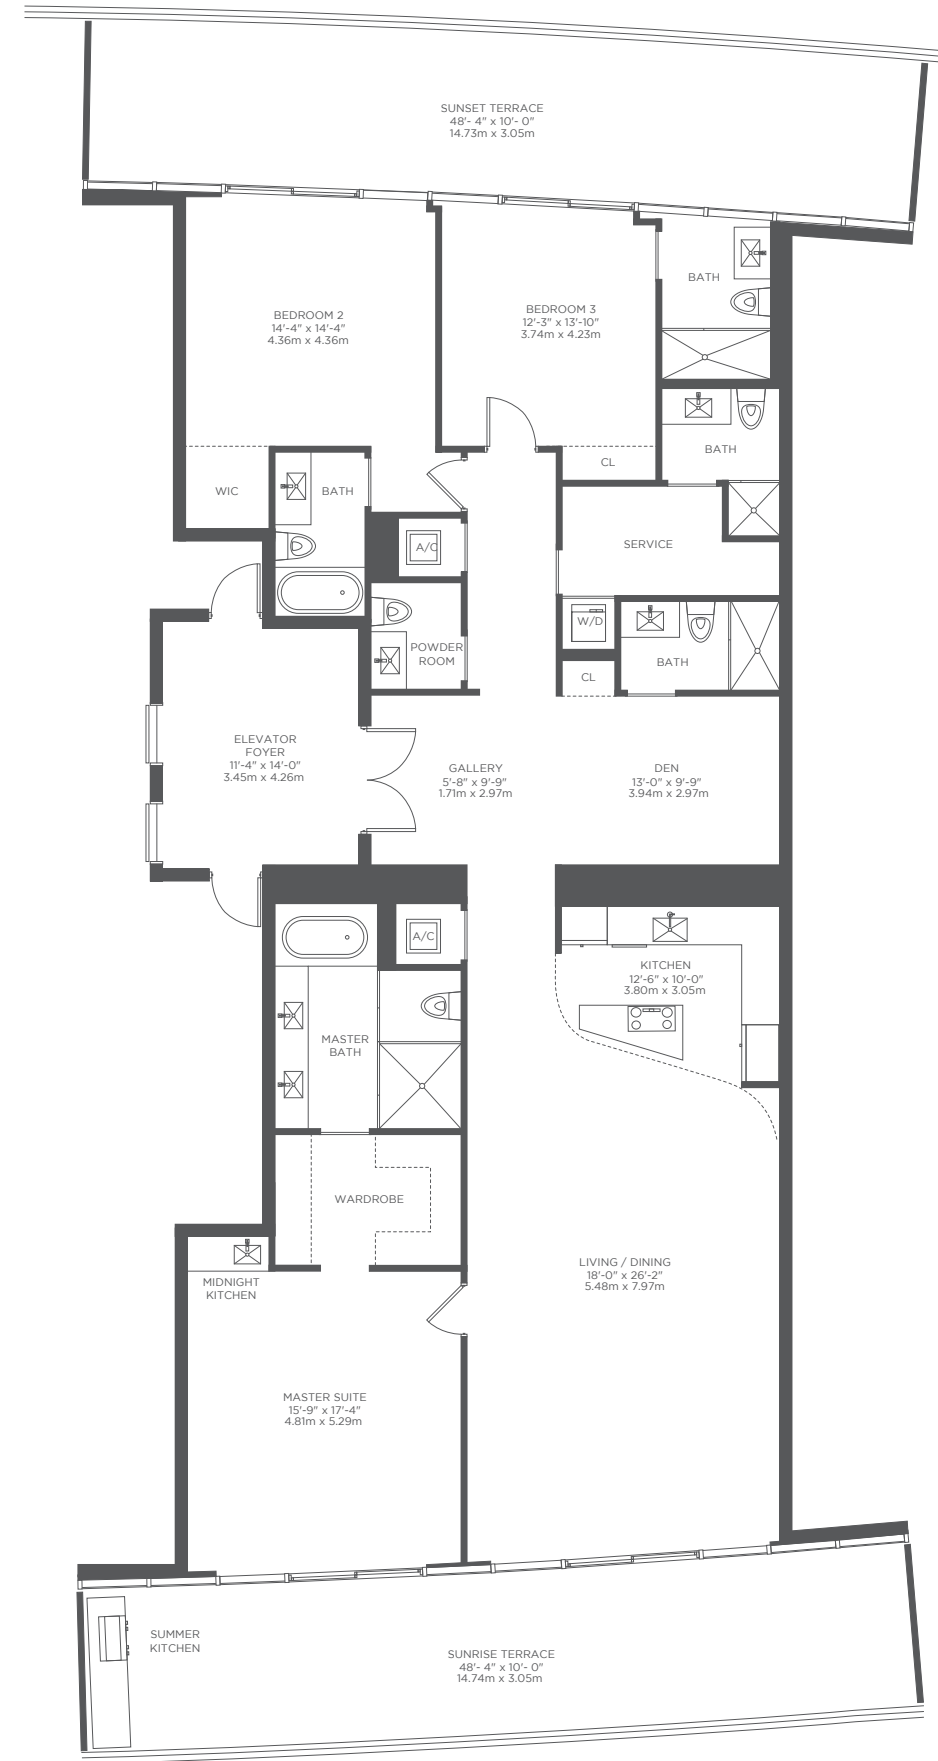 SUNSET TERRACE
48'- 4" x 10'- 0"
14.73m x 3.05m
BATH
BEDROOM 2
14'-4" x 14'-4"
4.36m x 4.36m
BEDROOM 3
12'-3" x 13'-10"
3.74m x 4.23m
BATH
CL
WIC
BATH
A/C
SERVICE
W/D
POWDER
ROOM
BATH
CL
ELEVATOR
FOYER
11'-4" x 14'-0"
3.45m x 4.26m
GALLERY
5'-8" x 9'-9"
1.71m x 2.97m
DEN
13'-0" x 9'-9"
3.94m x 2.97m
A/C
KITCHEN
12'-6" x 10'-0"
3.80m x 3.05m
MASTER
BATH
WARDROBE
MIDNIGHT
KITCHEN
LIVING / DINING
18'-0" x 26'-2"
5.48m x 7.97m
MASTER SUITE
15'-9" x 17'-4"
4.81m x 5.29m
SUMMER
KITCHEN
SUNRISE TERRACE
48'- 4" x 10'- 0"
14.74m x 3.05m